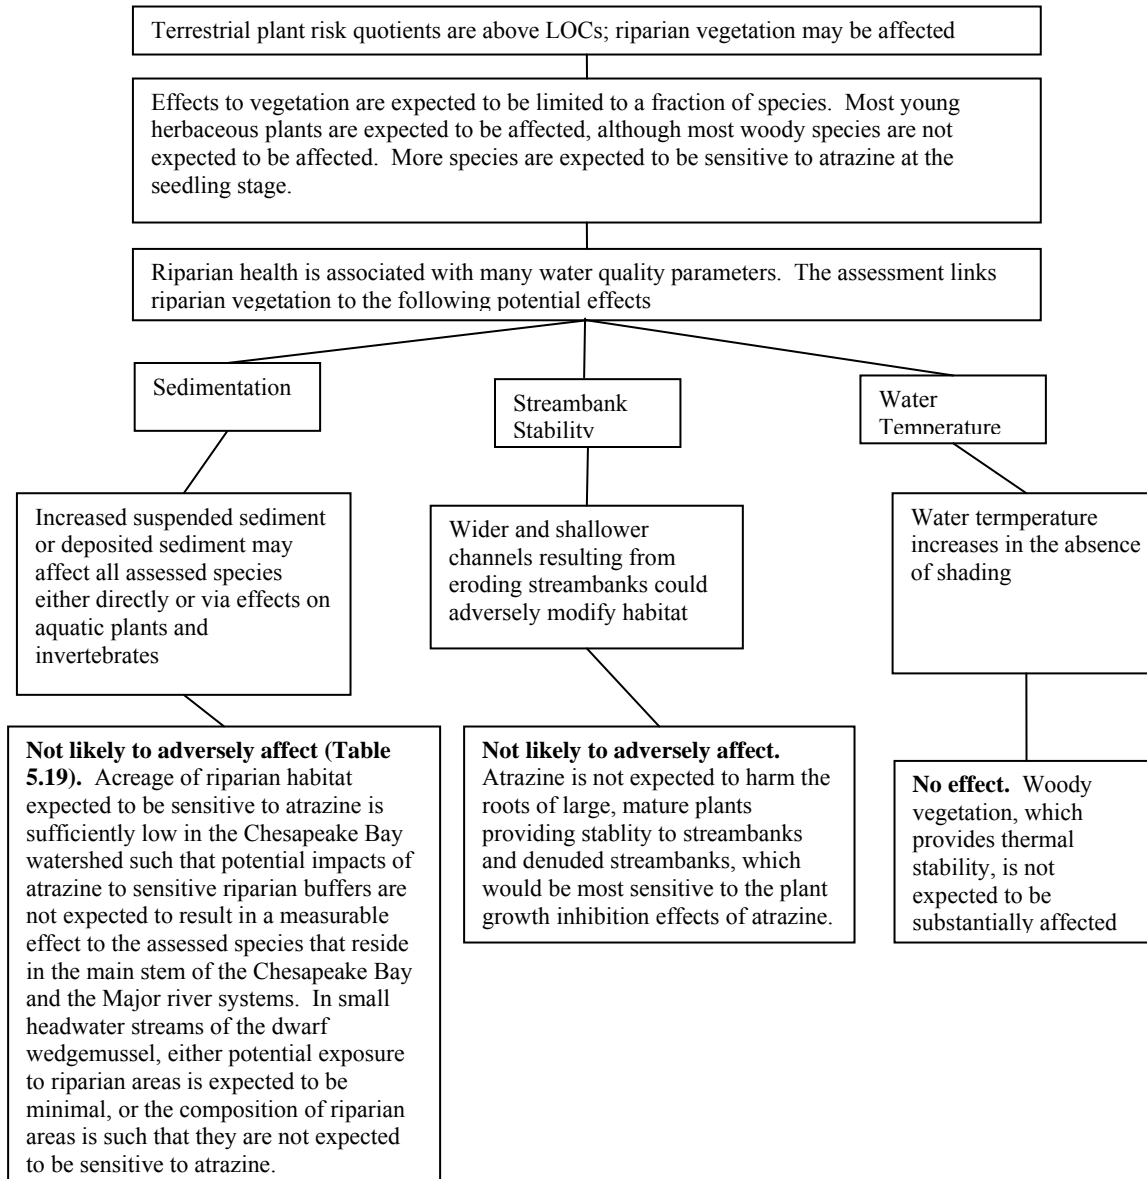 Terrestrial plant risk quotients are above LOCs; riparian vegetation may be affected
Effects to vegetation are expected to be limited to a fraction of species.  Most young
herbaceous plants are expected to be affected, although most woody species are not
expected to be affected.  More species are expected to be sensitive to atrazine at the
seedling stage.
Riparian health is associated with many water quality parameters.  The assessment links
riparian vegetation to the following potential effects
Sedimentation
Streambank
Stability
Water
Temperature
Increased suspended sediment
or deposited sediment may
affect all assessed species
either directly or via effects on
aquatic plants and
invertebrates
Wider and shallower
channels resulting from
eroding streambanks could
adversely modify habitat
Water termperature
increases in the absence
of shading
Not likely to adversely affect (Table
5.19).  Acreage of riparian habitat
expected to be sensitive to atrazine is
sufficiently low in the Chesapeake Bay
watershed such that potential impacts of
atrazine to sensitive riparian buffers are
not expected to result in a measurable
effect to the assessed species that reside
in the main stem of the Chesapeake Bay
and the Major river systems.  In small
headwater streams of the dwarf
wedgemussel, either potential exposure
to riparian areas is expected to be
minimal, or the composition of riparian
areas is such that they are not expected
to be sensitive to atrazine.
Not likely to adversely affect.
Atrazine is not expected to harm the
roots of large, mature plants
providing stablity to streambanks
and denuded streambanks, which
would be most sensitive to the plant
growth inhibition effects of atrazine.
No effect.  Woody
vegetation, which
provides thermal
stability, is not
expected to be
substantially affected